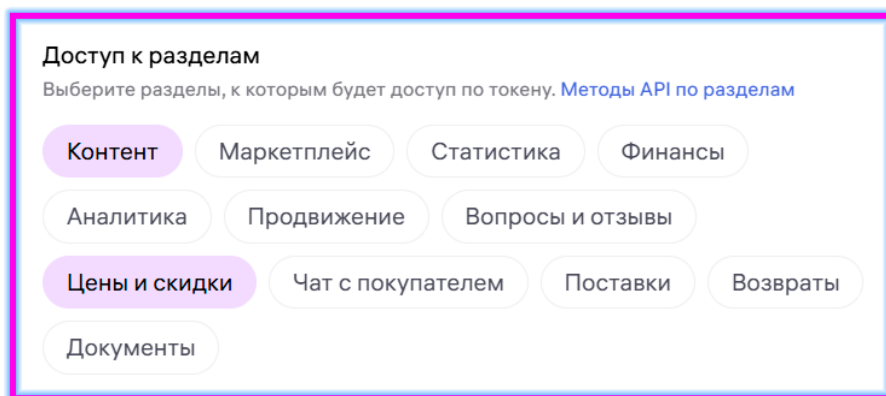 Доступ к разделам
Выберите разделы, к которым будет доступ по токену. Методы API по разделам
Контент Маркетплейс Статистика Финансы
Аналитика Продвижение Вопросы и отзывы
Цены и скидки Чат с покупателем Поставки Возвраты
Документы